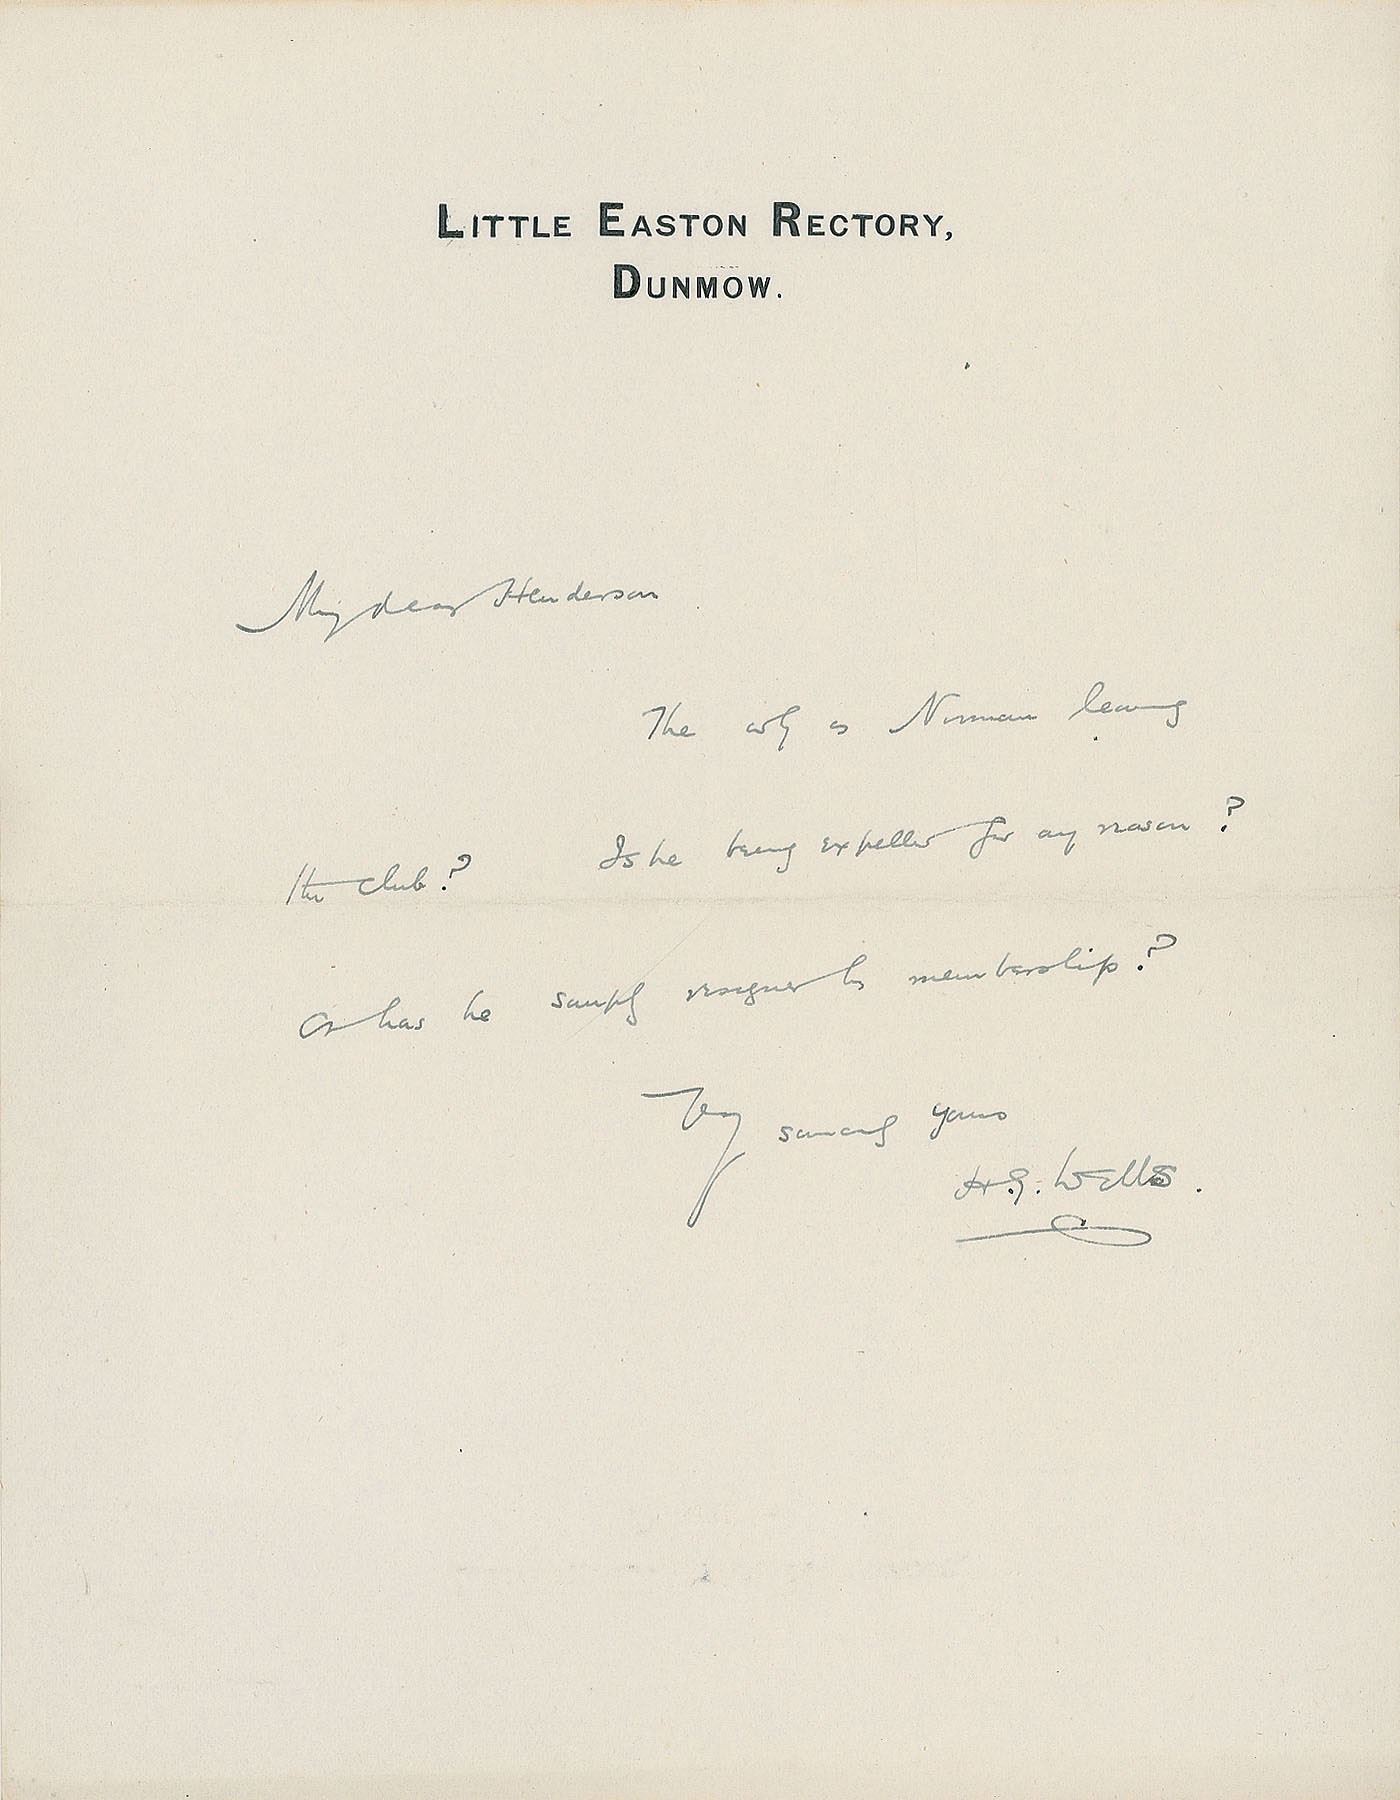 LITTLE EASTON RECTORY,
DUNMOW.
My dear Henderson
The why is Norman leaving
the club? Is he being expelled for any reason?
Or has he simply resigned his membership?
Very sincerely yours
H.G. Wells.